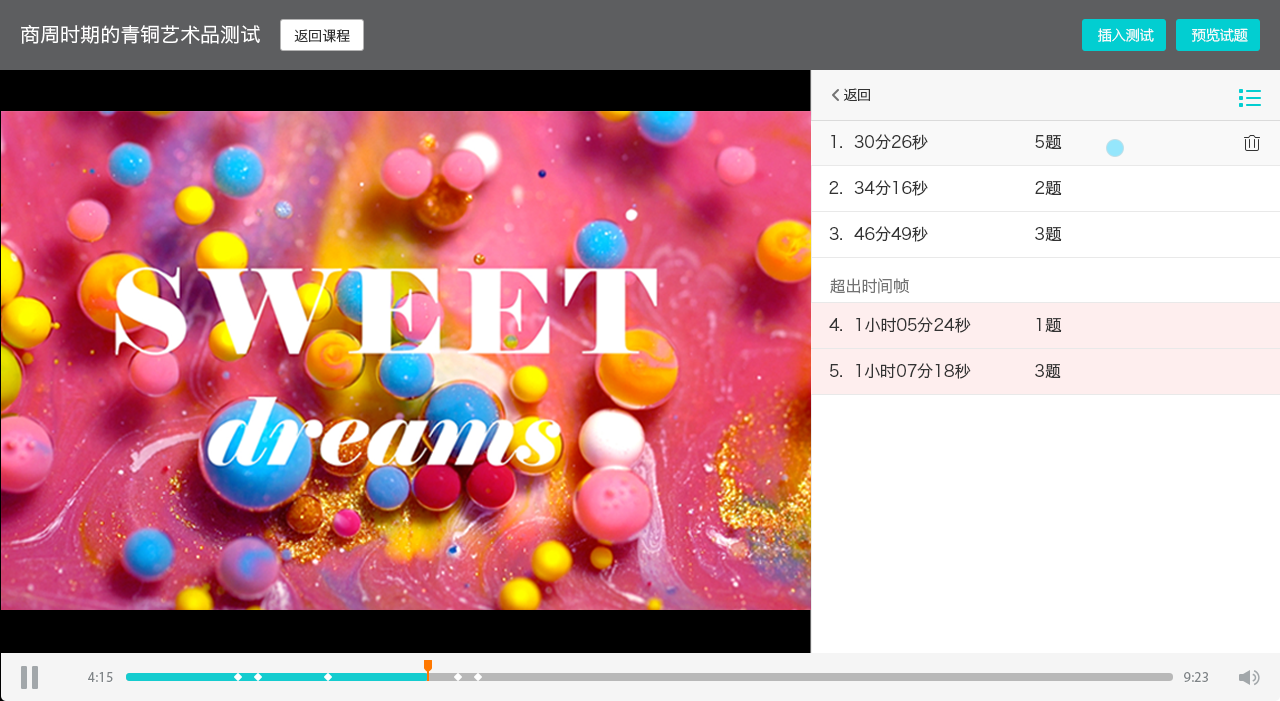 商周时期的青铜艺术品测试 返回课程 插入测试 预览试题
返回
1. 30分26秒 5题
2. 34分16秒 2题
3. 46分49秒 3题
超出时间帧
4. 1小时05分24秒 1题
5. 1小时07分18秒 3题
SWEET
dreams
4:15 9:23